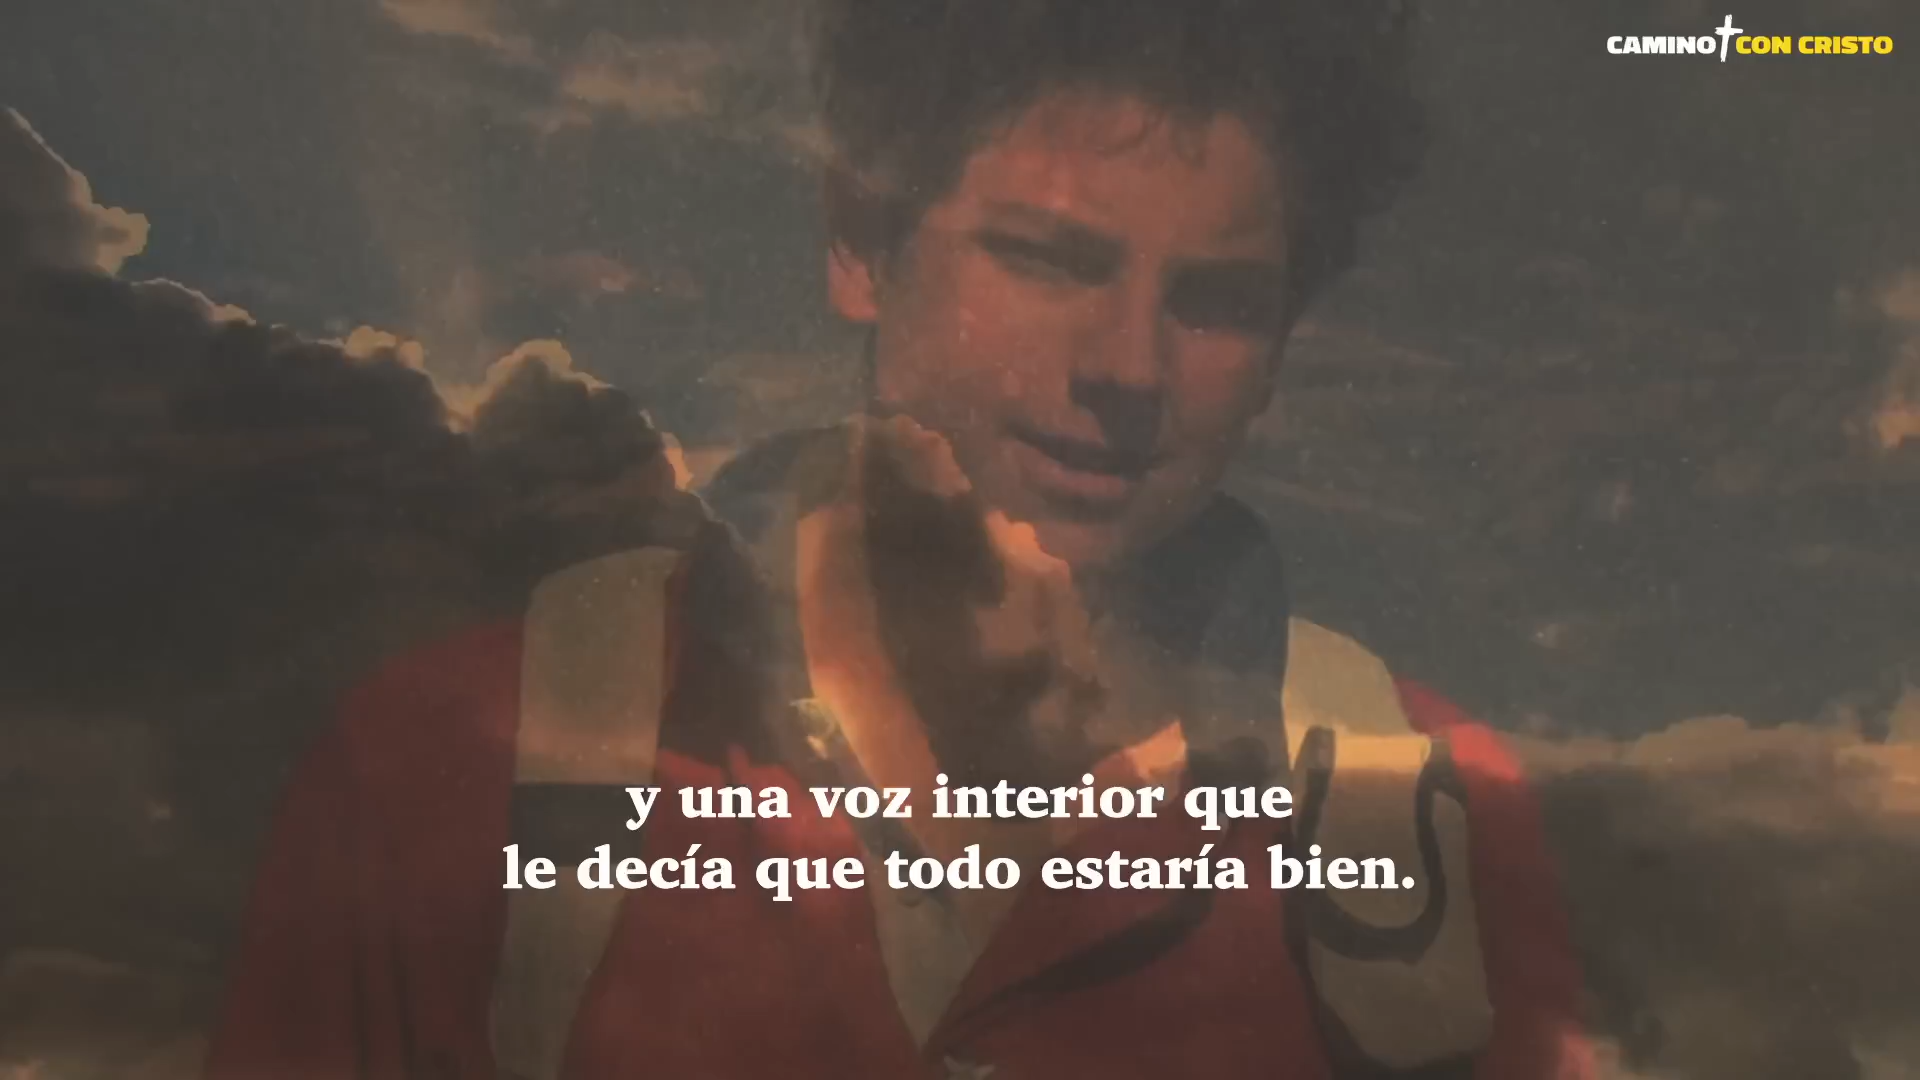 CAMINO CON CRISTO
y una voz interior que
le decía que todo estaría bien.